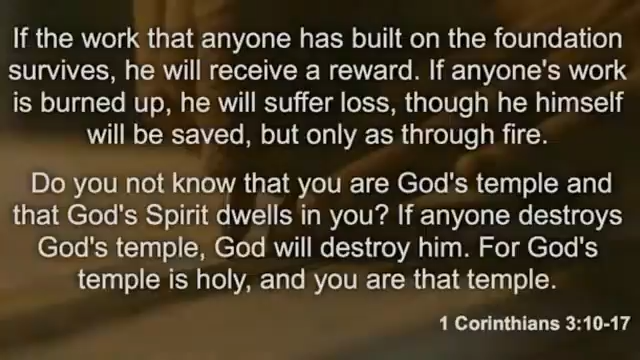 If the work that anyone has built on the foundation
survives, he will receive a reward. If anyone's work
is burned up, he will suffer loss, though he himself
will be saved, but only as through fire.
Do you not know that you are God's temple and
that God's Spirit dwells in you? If anyone destroys
God's temple, God will destroy him. For God's
temple is holy, and you are that temple.
1 Corinthians 3:10-17